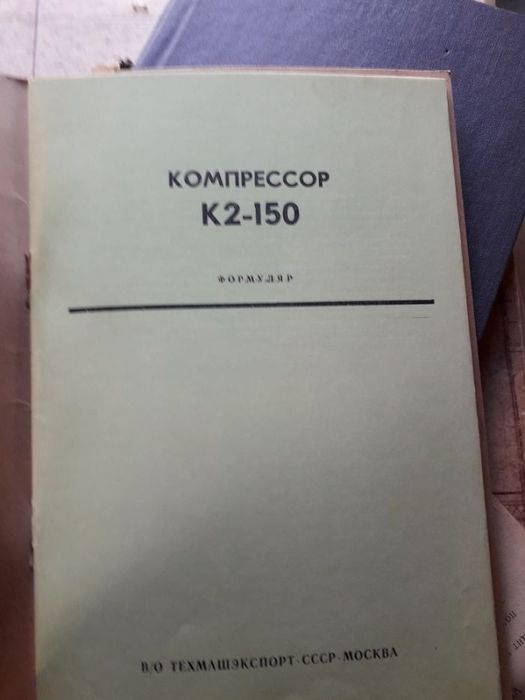 КОМПРЕССОР
К2-150
ФОРМУЛЯР
В/О ТЕХМАШЭКСПОРТ-СССР-МОСКВА